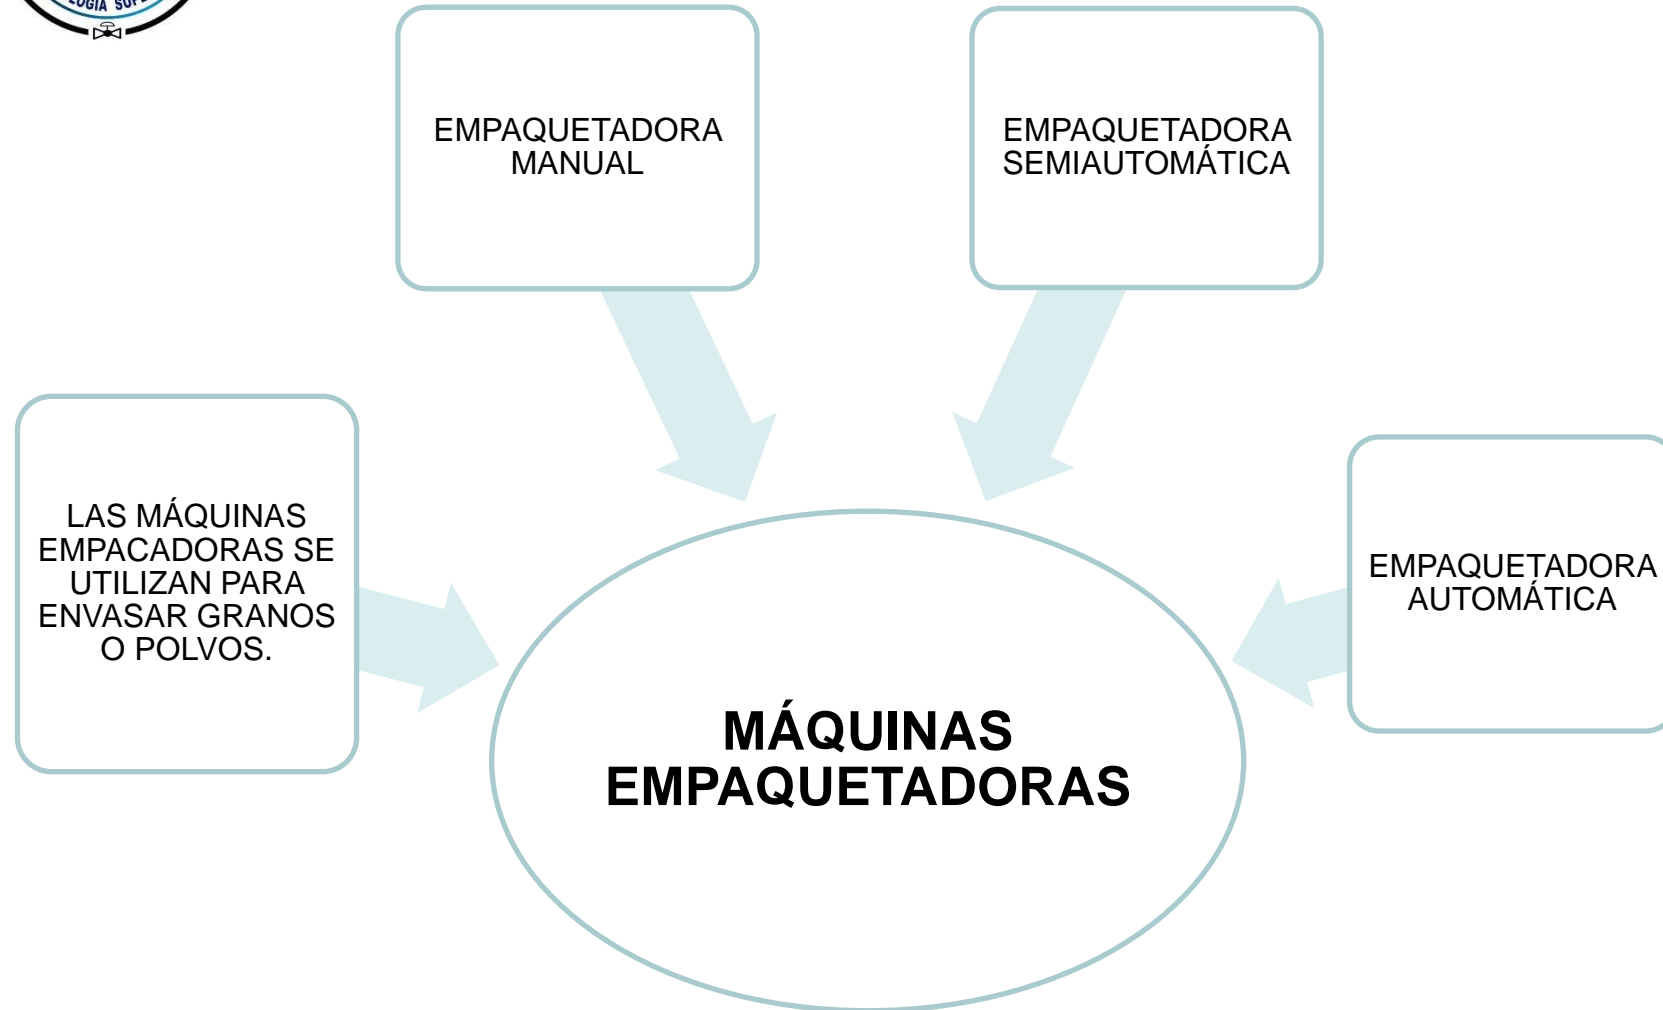 EMPAQUETADORA
MANUAL
EMPAQUETADORA
SEMIAUTOMÁTICA
LAS MÁQUINAS
EMPACADORAS SE
UTILIZAN PARA
ENVASAR GRANOS
O POLVOS.
EMPAQUETADORA
AUTOMÁTICA
MÁQUINAS
EMPAQUETADORAS